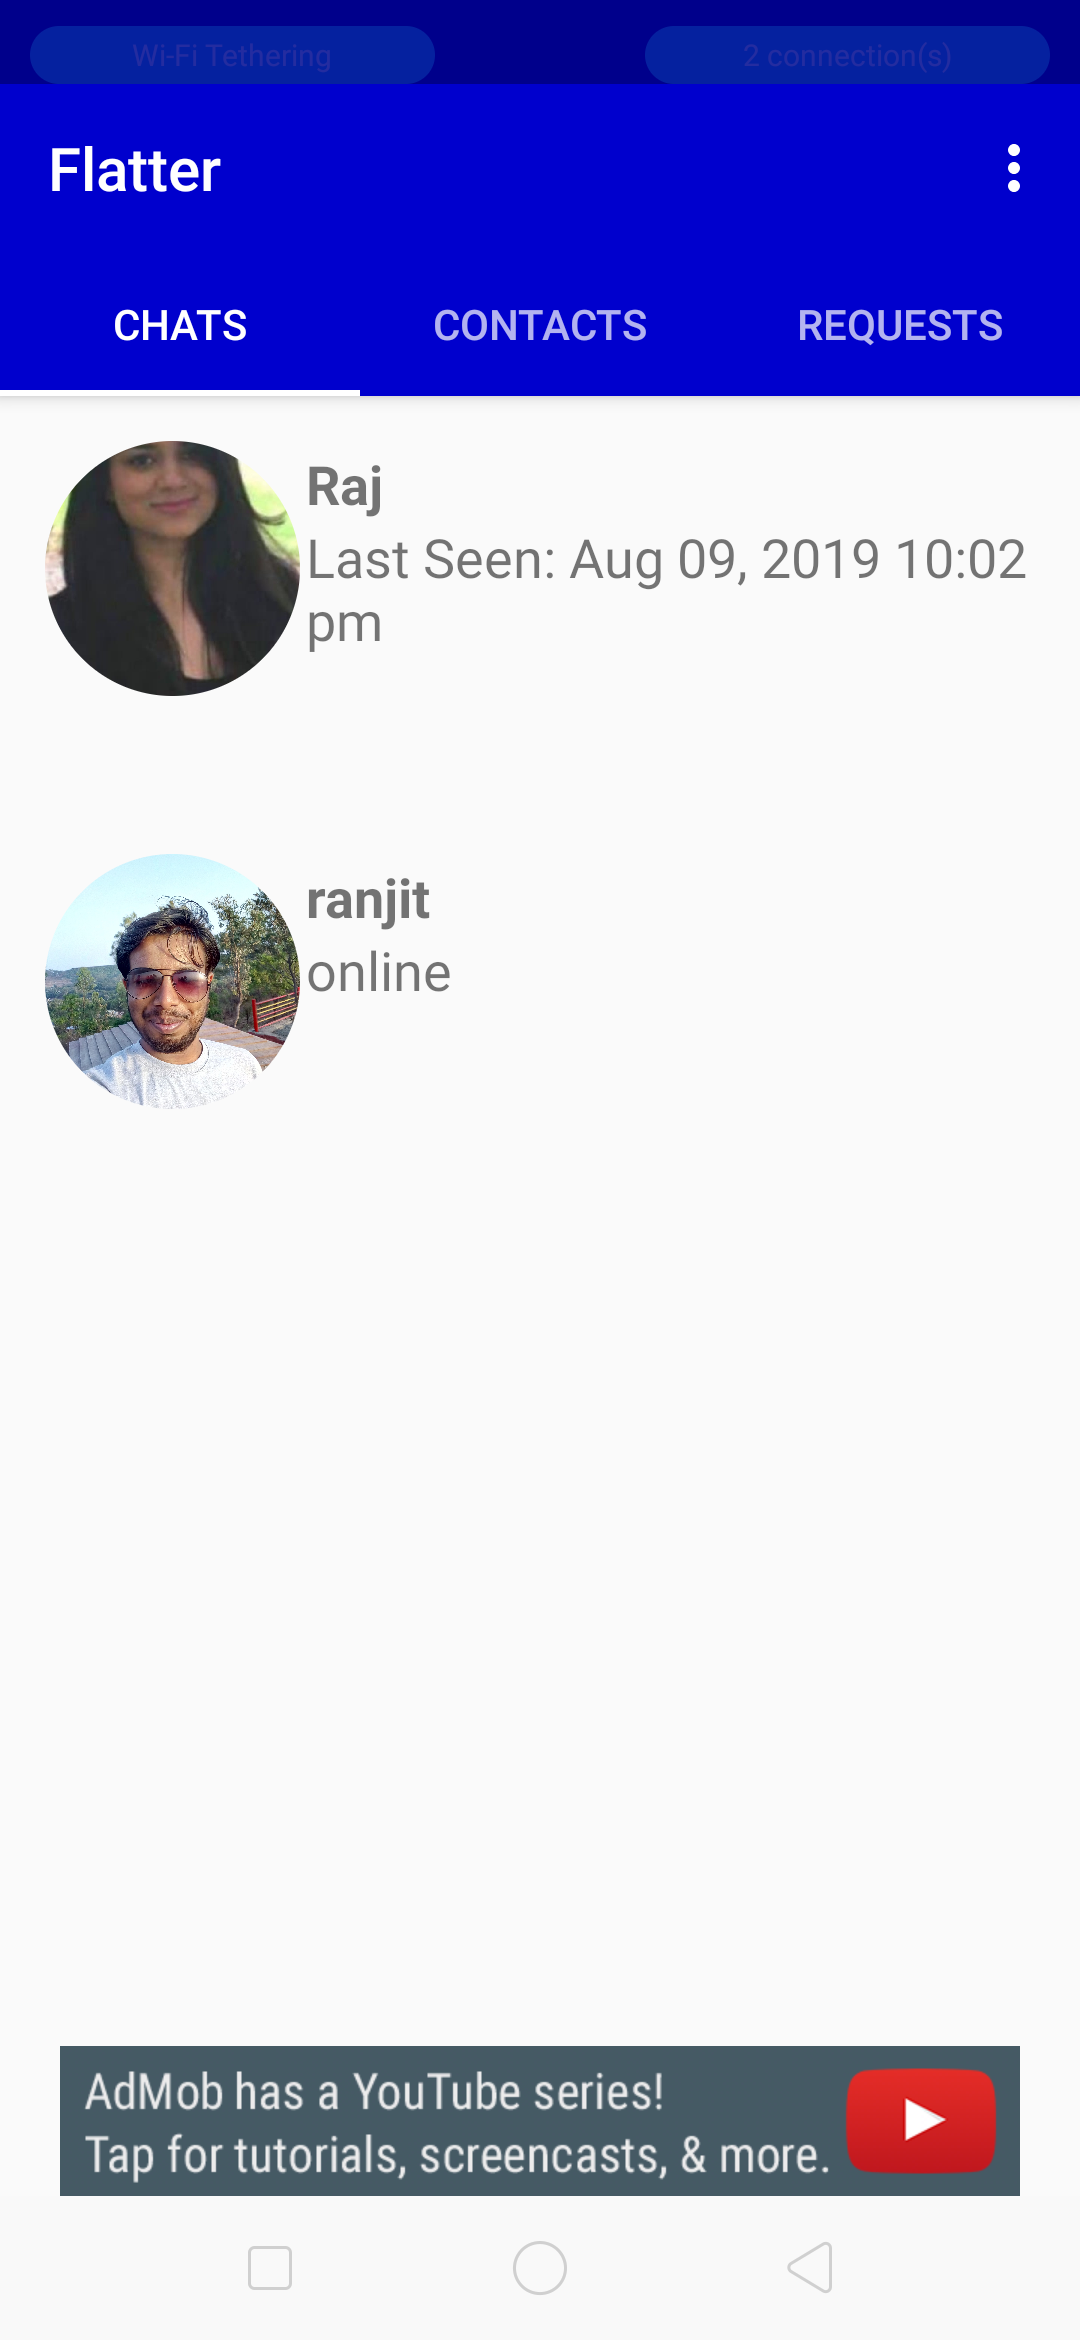 Wi-Fi Tethering
2 connection(s)
Flatter
CHATS
CONTACTS
REQUESTS
Raj
Last Seen: Aug 09, 2019 10:02
pm
ranjit
online
AdMob has a YouTube series!
Tap for tutorials, screencasts, & more.